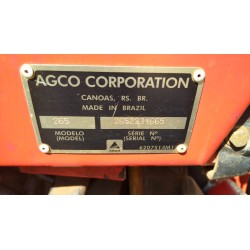 AGCO CORPORATION
CANOAS, RS. BR.
MADE IN BRAZIL
265
MODELO SÉRIE Nº
(MODEL) (SERIAL Nº)